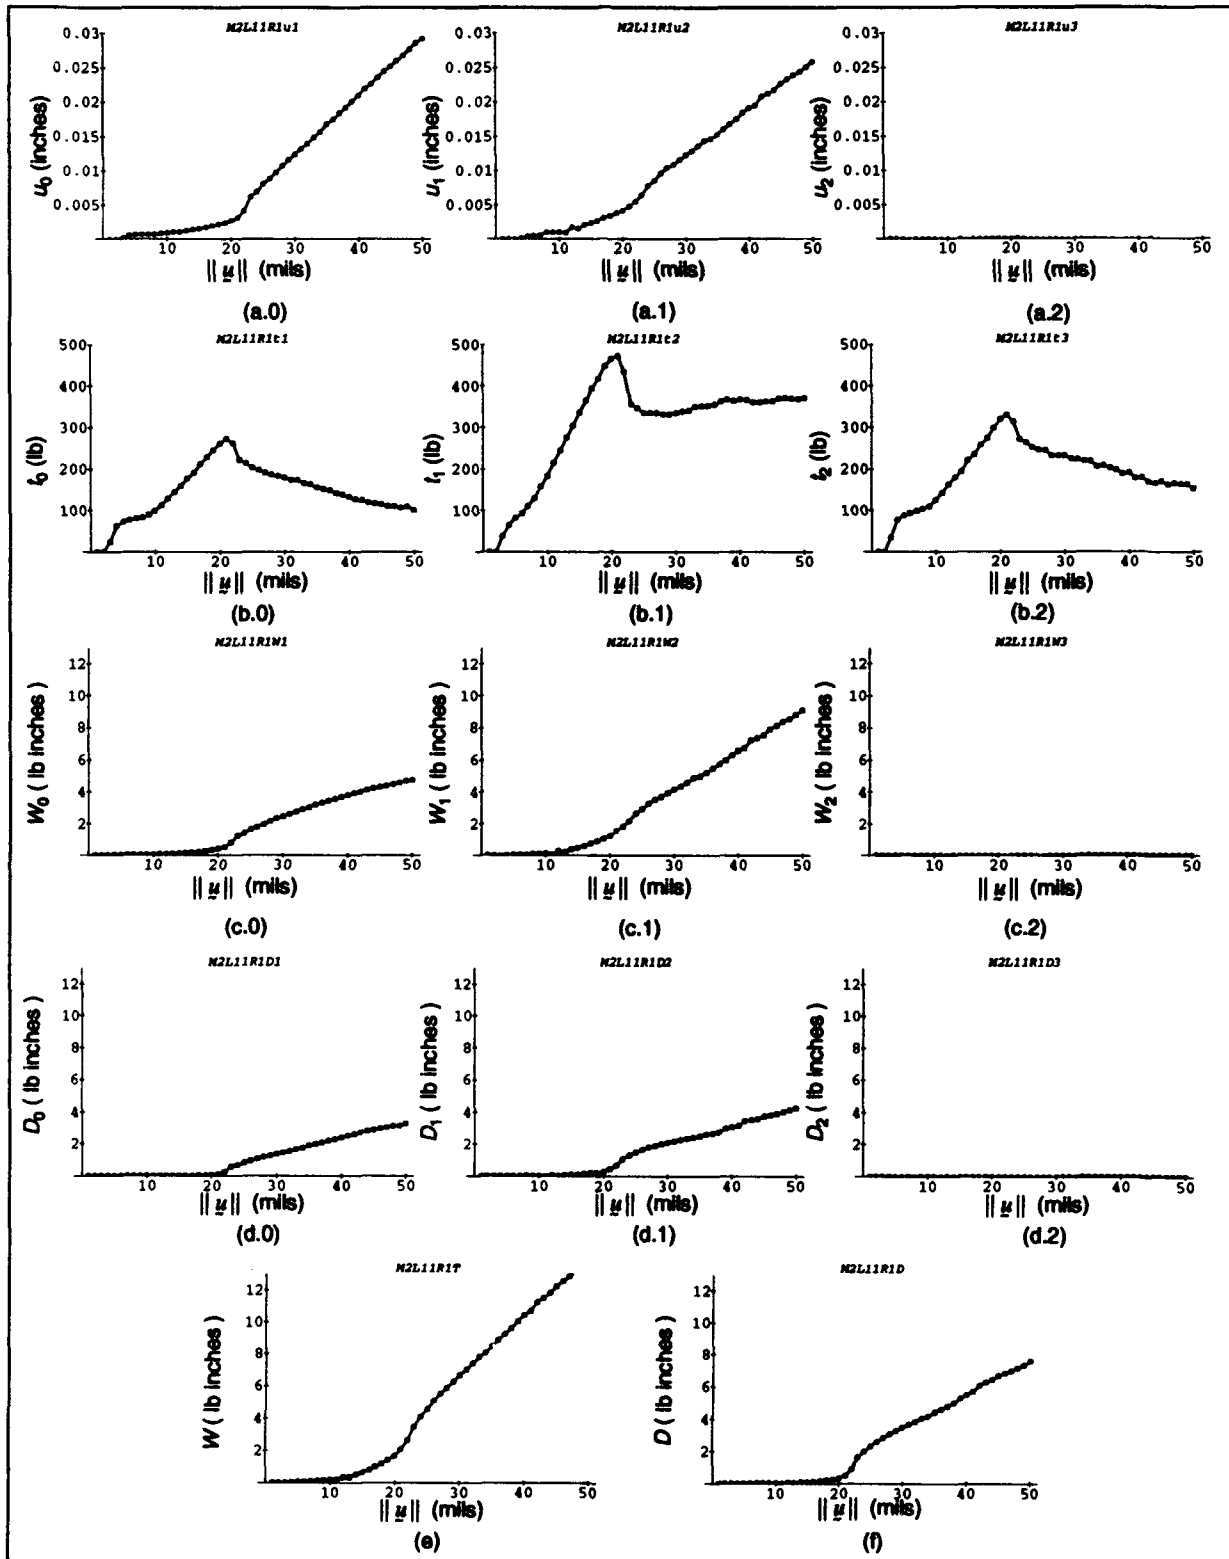 M2L11R1u1
0.03
0.025
0.02
0.015
0.01
0.005
u0 (inches)
10 20 30 40 50
|| u || (mils)
(a.0)
M2L11R1u2
0.03
0.025
0.02
0.015
0.01
0.005
u1 (inches)
10 20 30 40 50
|| u || (mils)
(a.1)
M2L11R1u3
0.03
0.025
0.02
0.015
0.01
0.005
u2 (inches)
10 20 30 40 50
|| u || (mils)
(a.2)
M2L11R1t1
500
400
300
200
100
t0 (lb)
10 20 30 40 50
|| u || (mils)
(b.0)
M2L11R1t2
500
400
300
200
100
t1 (lb)
10 20 30 40 50
|| u || (mils)
(b.1)
M2L11R1t3
500
400
300
200
100
t2 (lb)
10 20 30 40 50
|| u || (mils)
(b.2)
M2L11R1W1
12
10
8
6
4
2
W0 ( lb inches )
10 20 30 40 50
|| u || (mils)
(c.0)
M2L11R1W2
12
10
8
6
4
2
W1 ( lb inches )
10 20 30 40 50
|| u || (mils)
(c.1)
M2L11R1W3
12
10
8
6
4
2
W2 ( lb inches )
10 20 30 40 50
|| u || (mils)
(c.2)
M2L11R1D1
12
10
8
6
4
2
D0 ( lb inches )
10 20 30 40 50
|| u || (mils)
(d.0)
M2L11R1D2
12
10
8
6
4
2
D1 ( lb inches )
10 20 30 40 50
|| u || (mils)
(d.1)
M2L11R1D3
12
10
8
6
4
2
D2 ( lb inches )
10 20 30 40 50
|| u || (mils)
(d.2)
M2L11R1T
12
10
8
6
4
2
W ( lb inches )
10 20 30 40 50
|| u || (mils)
(e)
M2L11R1D
12
10
8
6
4
2
D ( lb inches )
10 20 30 40 50
|| u || (mils)
(f)